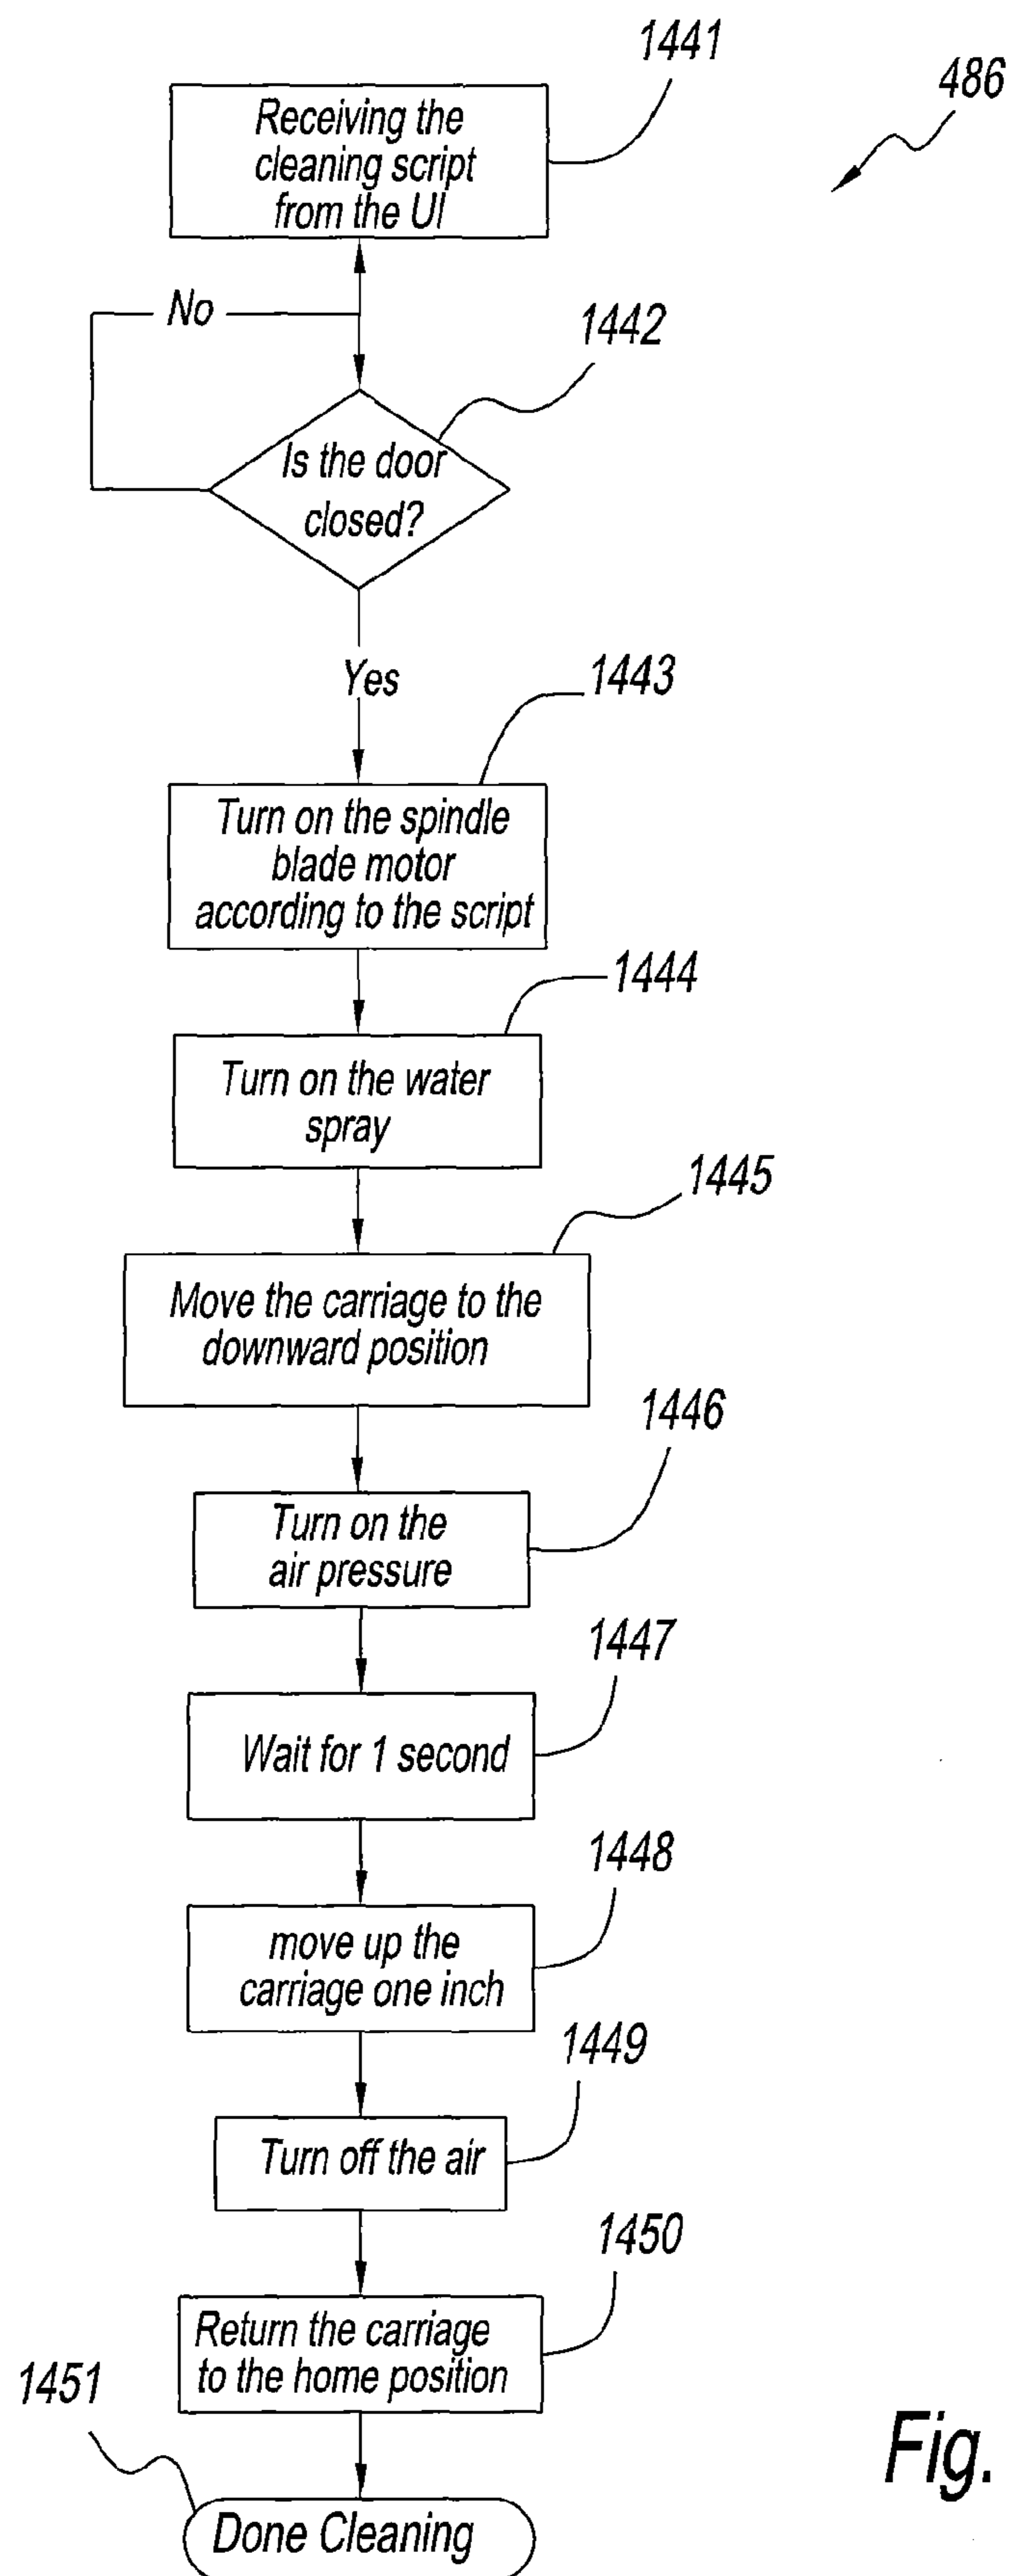 1441
486
Receiving the
cleaning script
from the UI
No
1442
Is the door
closed?
Yes
1443
Turn on the spindle
blade motor
according to the script
1444
Turn on the water
spray
1445
Move the carriage to the
downward position
1446
Turn on the
air pressure
1447
Wait for 1 second
1448
move up the
carriage one inch
1449
Turn off the air
1450
Return the carriage
to the home position
1451
Fig.
Done Cleaning